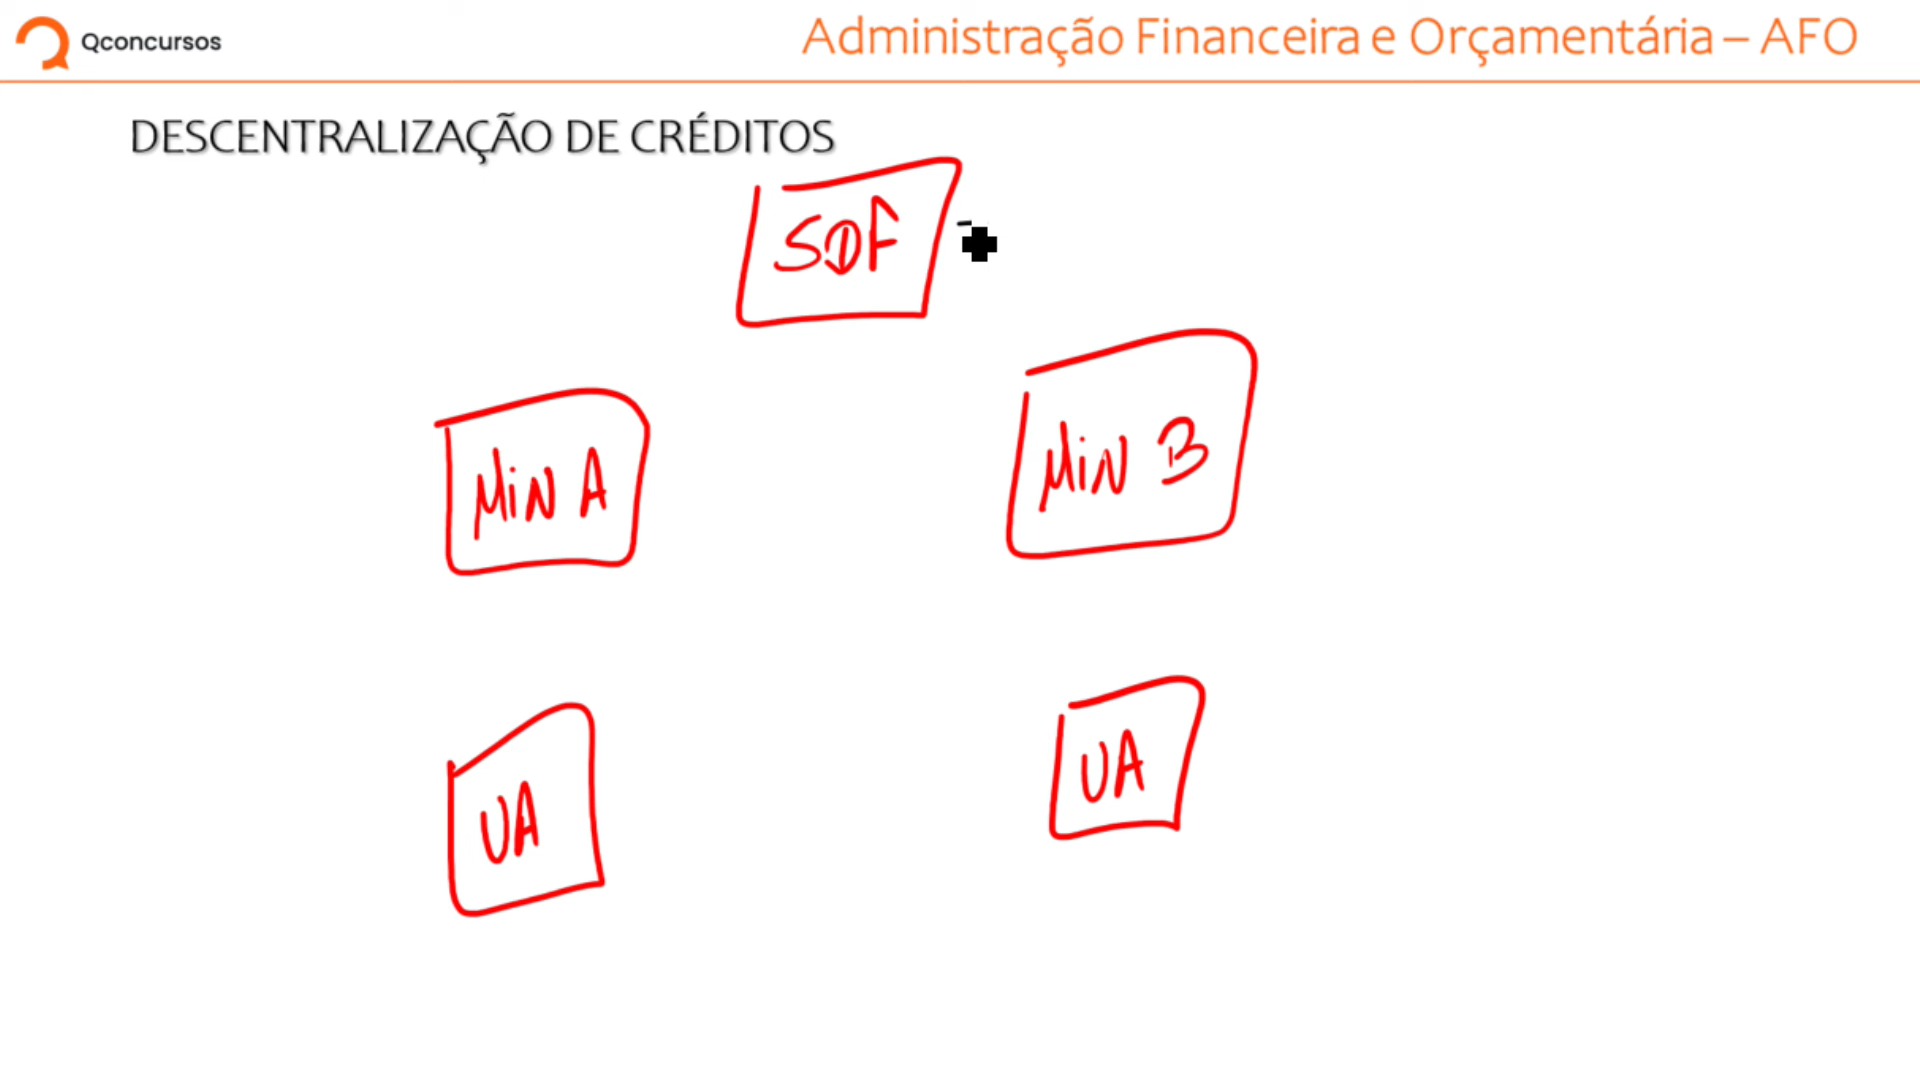 Qconcursos
Administração Financeira e Orçamentária – AFO
DESCENTRALIZAÇÃO DE CRÉDITOS
SOF
MIN A
MIN B
UA
UA